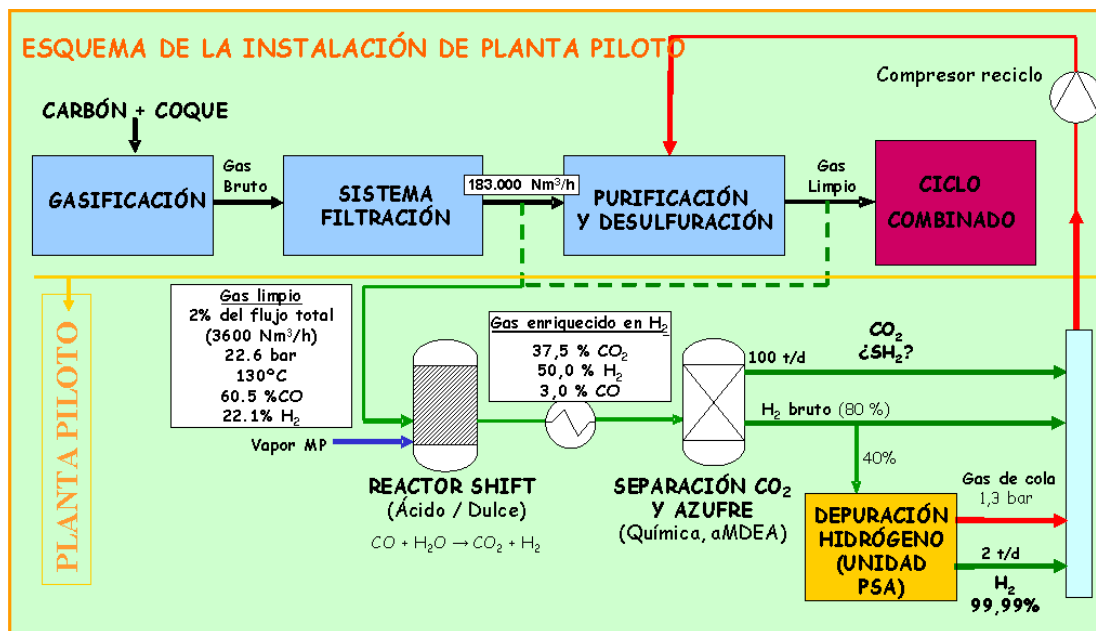 ESQUEMA DE LA INSTALACIÓN DE PLANTA PILOTO
Compresor reciclo
CARBÓN + COQUE
GASIFICACIÓN
Gas
Bruto
SISTEMA
FILTRACIÓN
183.000 Nm³/h
PURIFICACIÓN
Y DESULFURACIÓN
Gas
Limpio
CICLO
COMBINADO
PLANTA PILOTO
Gas limpio
2% del flujo total
(3600 Nm³/h)
22.6 bar
130ºC
60.5 %CO
22.1% H₂
Vapor MP
REACTOR SHIFT
(Ácido / Dulce)
CO + H₂O → CO₂ + H₂
Gas enriquecido en H₂
37,5 % CO₂
50,0 % H₂
3,0 % CO
SEPARACIÓN CO₂
Y AZUFRE
(Química, aMDEA)
100 t/d
CO₂
¿SH₂?
H₂ bruto (80 %)
40%
DEPURACIÓN
HIDRÓGENO
(UNIDAD
PSA)
Gas de cola
1,3 bar
2 t/d
H₂
99,99%